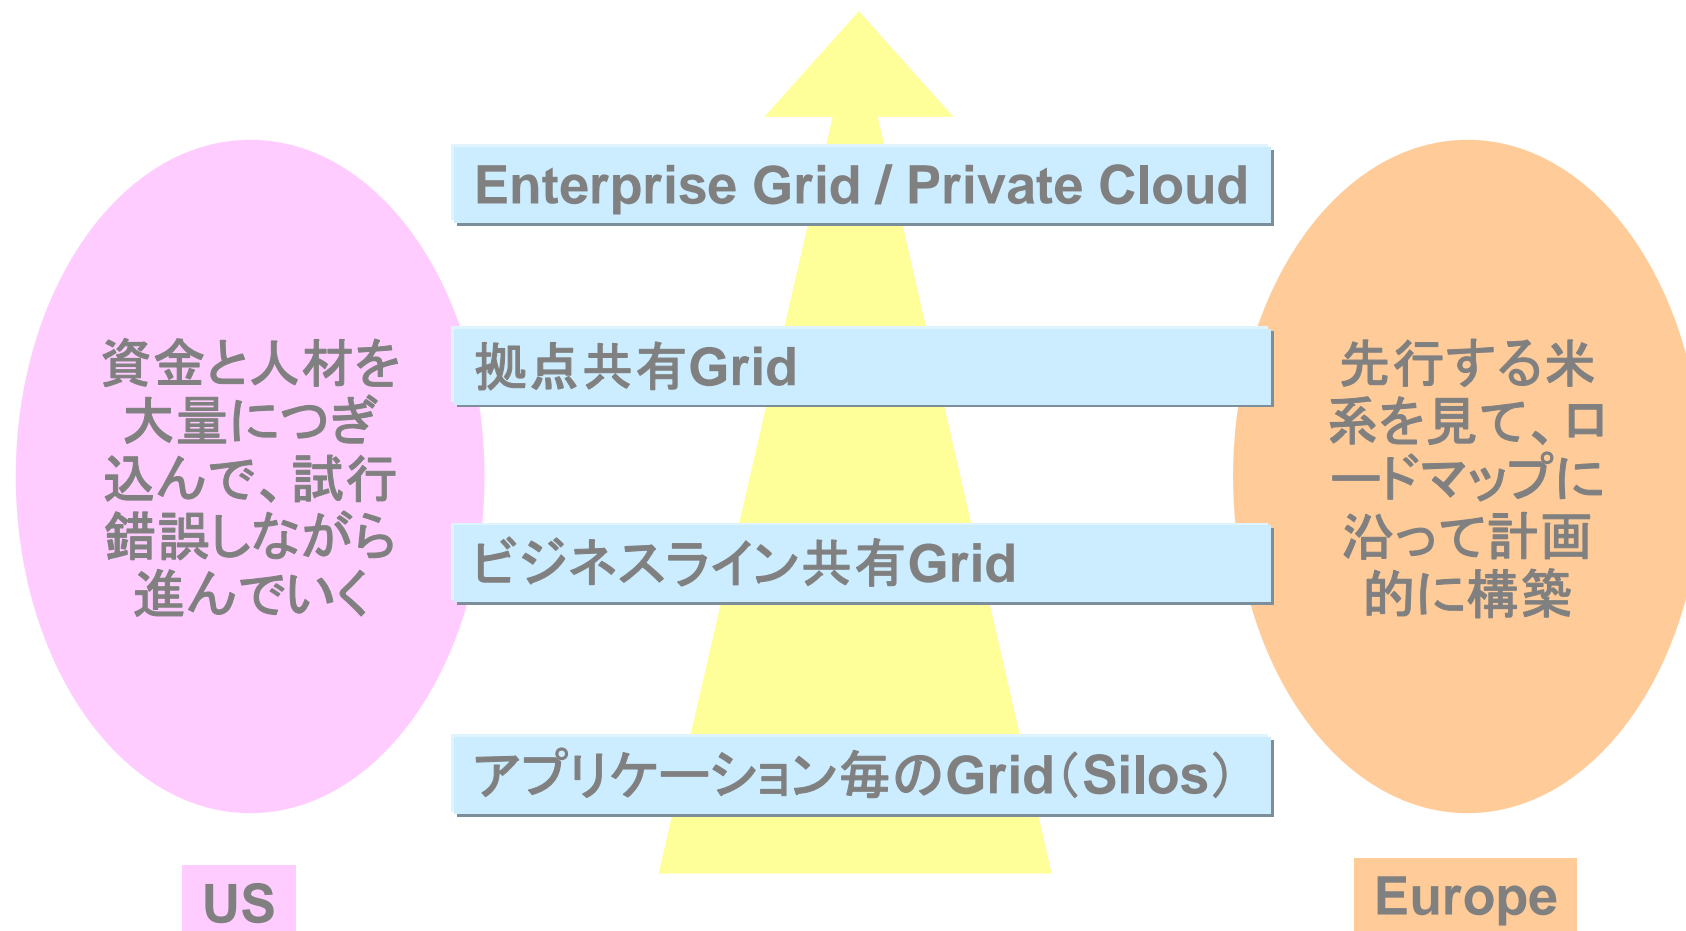 Enterprise Grid / Private Cloud
拠点共有Grid
ビジネスライン共有Grid
アプリケーション毎のGrid（Silos）
資金と人材を
大量につぎ
込んで、試行
錯誤しながら
進んでいく
US
先行する米
系を見て、ロ
ードマップに
沿って計画
的に構築
Europe